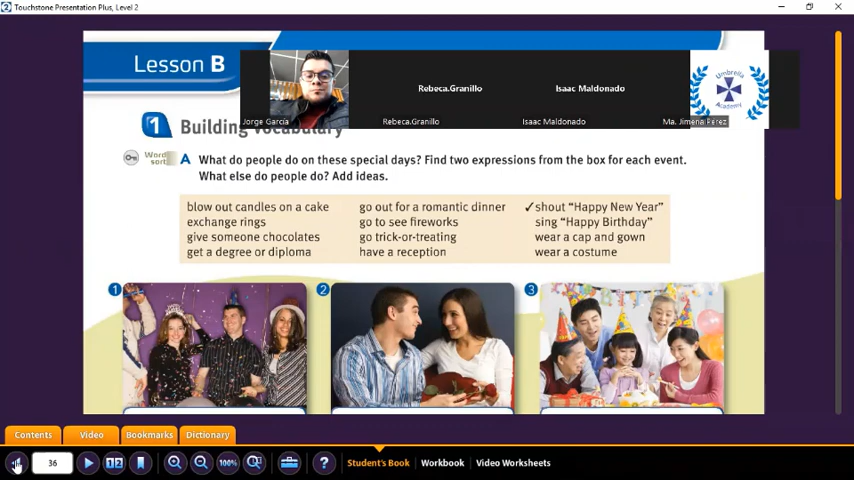 Touchstone Presentation Plus, Level 2
Lesson B
Rebeca.Granillo
Isaac Maldonado
Umbrella
Academy
Jorge García
Rebeca.Granillo
Isaac Maldonado
Ma. Jimena Perez
1 Building Vocabulary
Word sort
A What do people do on these special days? Find two expressions from the box for each event.
What else do people do? Add ideas.
blow out candles on a cake
exchange rings
give someone chocolates
get a degree or diploma
go out for a romantic dinner
go to see fireworks
go trick-or-treating
have a reception
✓shout “Happy New Year”
sing “Happy Birthday”
wear a cap and gown
wear a costume
1
2
3
Contents
Video
Bookmarks
Dictionary
36
12
100%
?
Student's Book
Workbook
Video Worksheets